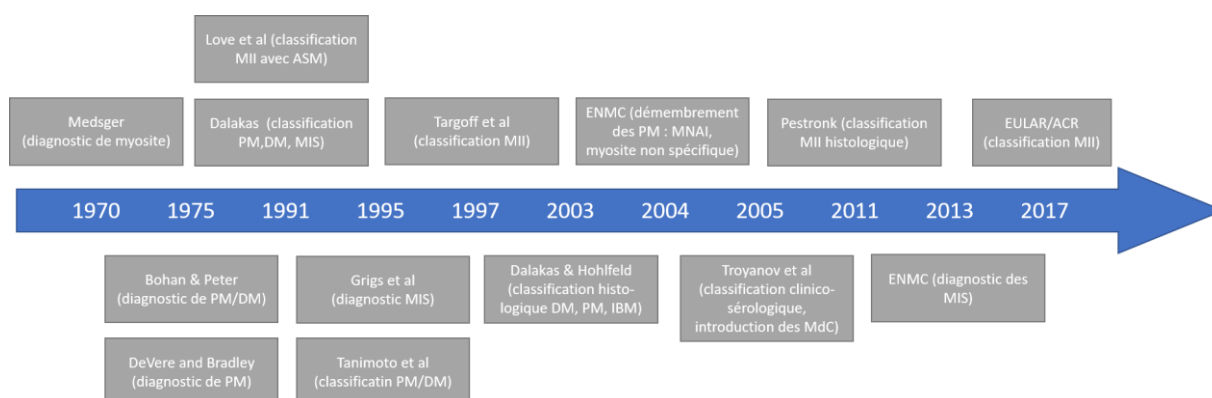 Love et al (classification
MII avec ASM)
Medsger
(diagnostic de myosite)
Dalakas (classification
PM,DM, MIS)
Targoff et al
(classification MII)
ENMC (démembrement
des PM : MNAI,
myosite non spécifique)
Pestronk (classification
MII histologique)
EULAR/ACR
(classification MII)
1970 1975 1991 1995 1997 2003 2004 2005 2011 2013 2017
Bohan & Peter
(diagnostic de PM/DM)
Grigs et al
(diagnostic MIS)
Dalakas & Hohlfeld
(classification histo-
logique DM, PM, IBM)
Troyanov et al
(classification clinico-
sérologique,
introduction des MdC)
ENMC (diagnostic des
MIS)
DeVere and Bradley
(diagnostic de PM)
Tanimoto et al
(classificatin PM/DM)